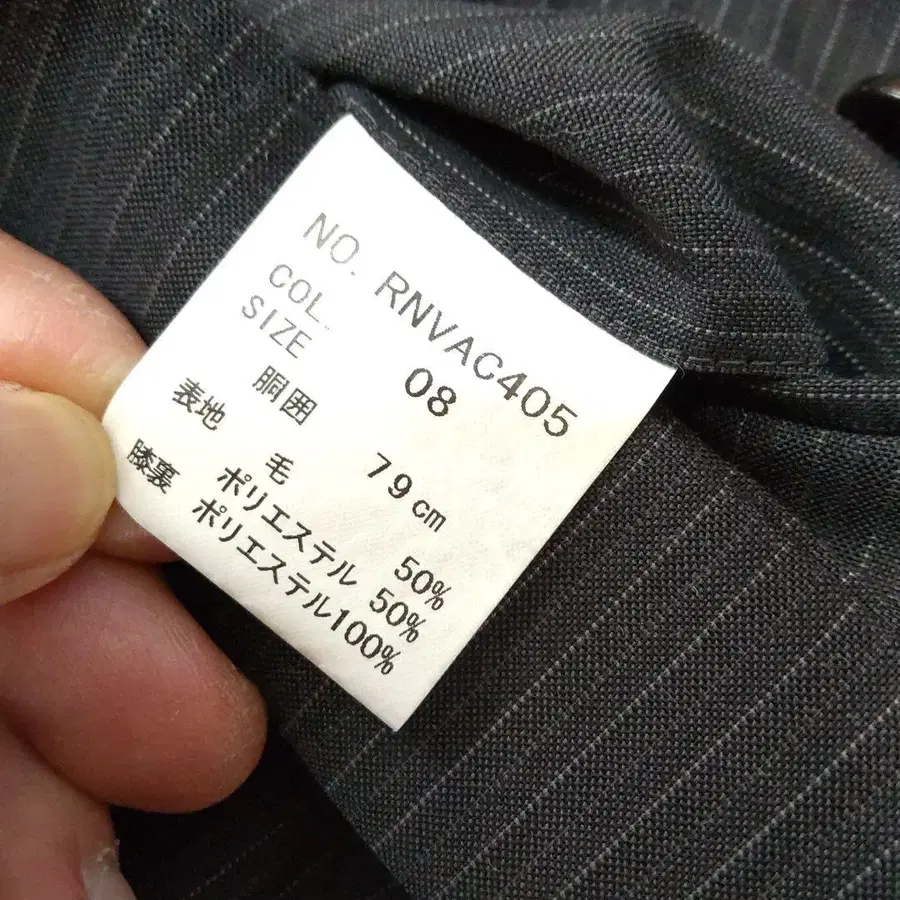 NO. RNVAC405
COL. 08
SIZE
胴囲 79cm
表地 毛 50%
ポリエステル 50%
膝裏 ポリエステル100%